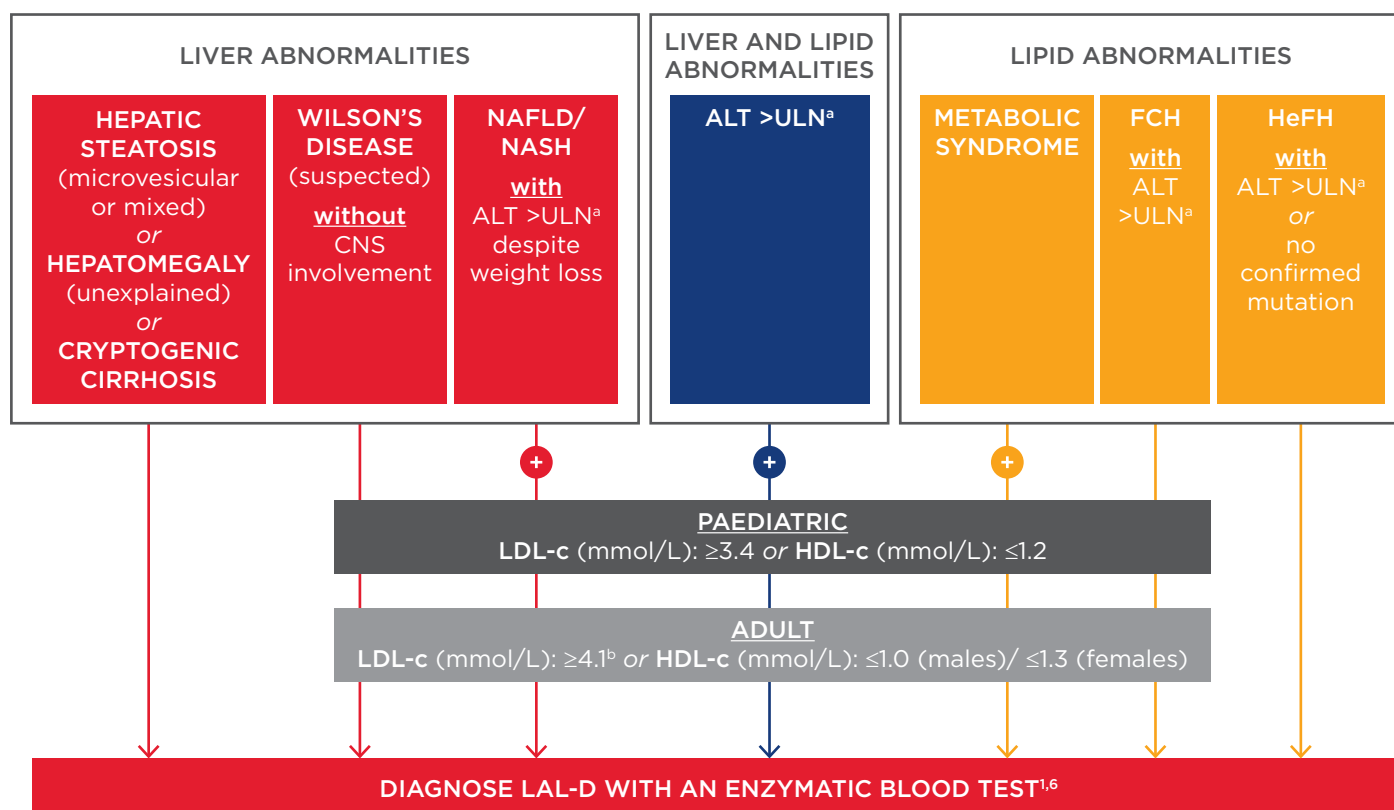 LIVER ABNORMALITIES
HEPATIC
STEATOSIS
(microvesicular
or mixed)
or
HEPATOMEGALY
(unexplained)
or
CRYPTOGENIC
CIRRHOSIS
WILSON'S
DISEASE
(suspected)
without
CNS
involvement
NAFLD/
NASH
with
ALT >ULNᵃ
despite
weight loss
LIVER AND LIPID
ABNORMALITIES
ALT >ULNᵃ
LIPID ABNORMALITIES
METABOLIC
SYNDROME
FCH
with
ALT
>ULNᵃ
HeFH
with
ALT >ULNᵃ
or
no
confirmed
mutation
+
+
+
PAEDIATRIC
LDL-c (mmol/L): ≥3.4 or HDL-c (mmol/L): ≤1.2
ADULT
LDL-c (mmol/L): ≥4.1ᵇ or HDL-c (mmol/L): ≤1.0 (males)/ ≤1.3 (females)
DIAGNOSE LAL-D WITH AN ENZYMATIC BLOOD TEST¹,⁶